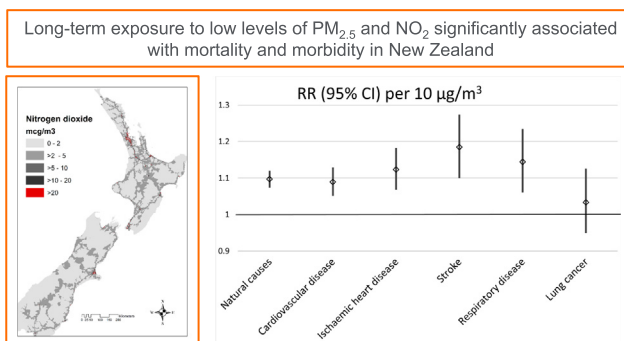 Long-term exposure to low levels of PM2.5 and NO2 significantly associated
with mortality and morbidity in New Zealand
Nitrogen dioxide
mcg/m3
0 - 2
>2 - 5
>5 - 10
>10 - 20
>20
RR (95% CI) per 10 µg/m³
1.3
1.2
1.1
1
0.9
Natural causes
Cardiovascular disease
Ischaemic heart disease
Stroke
Respiratory disease
Lung cancer